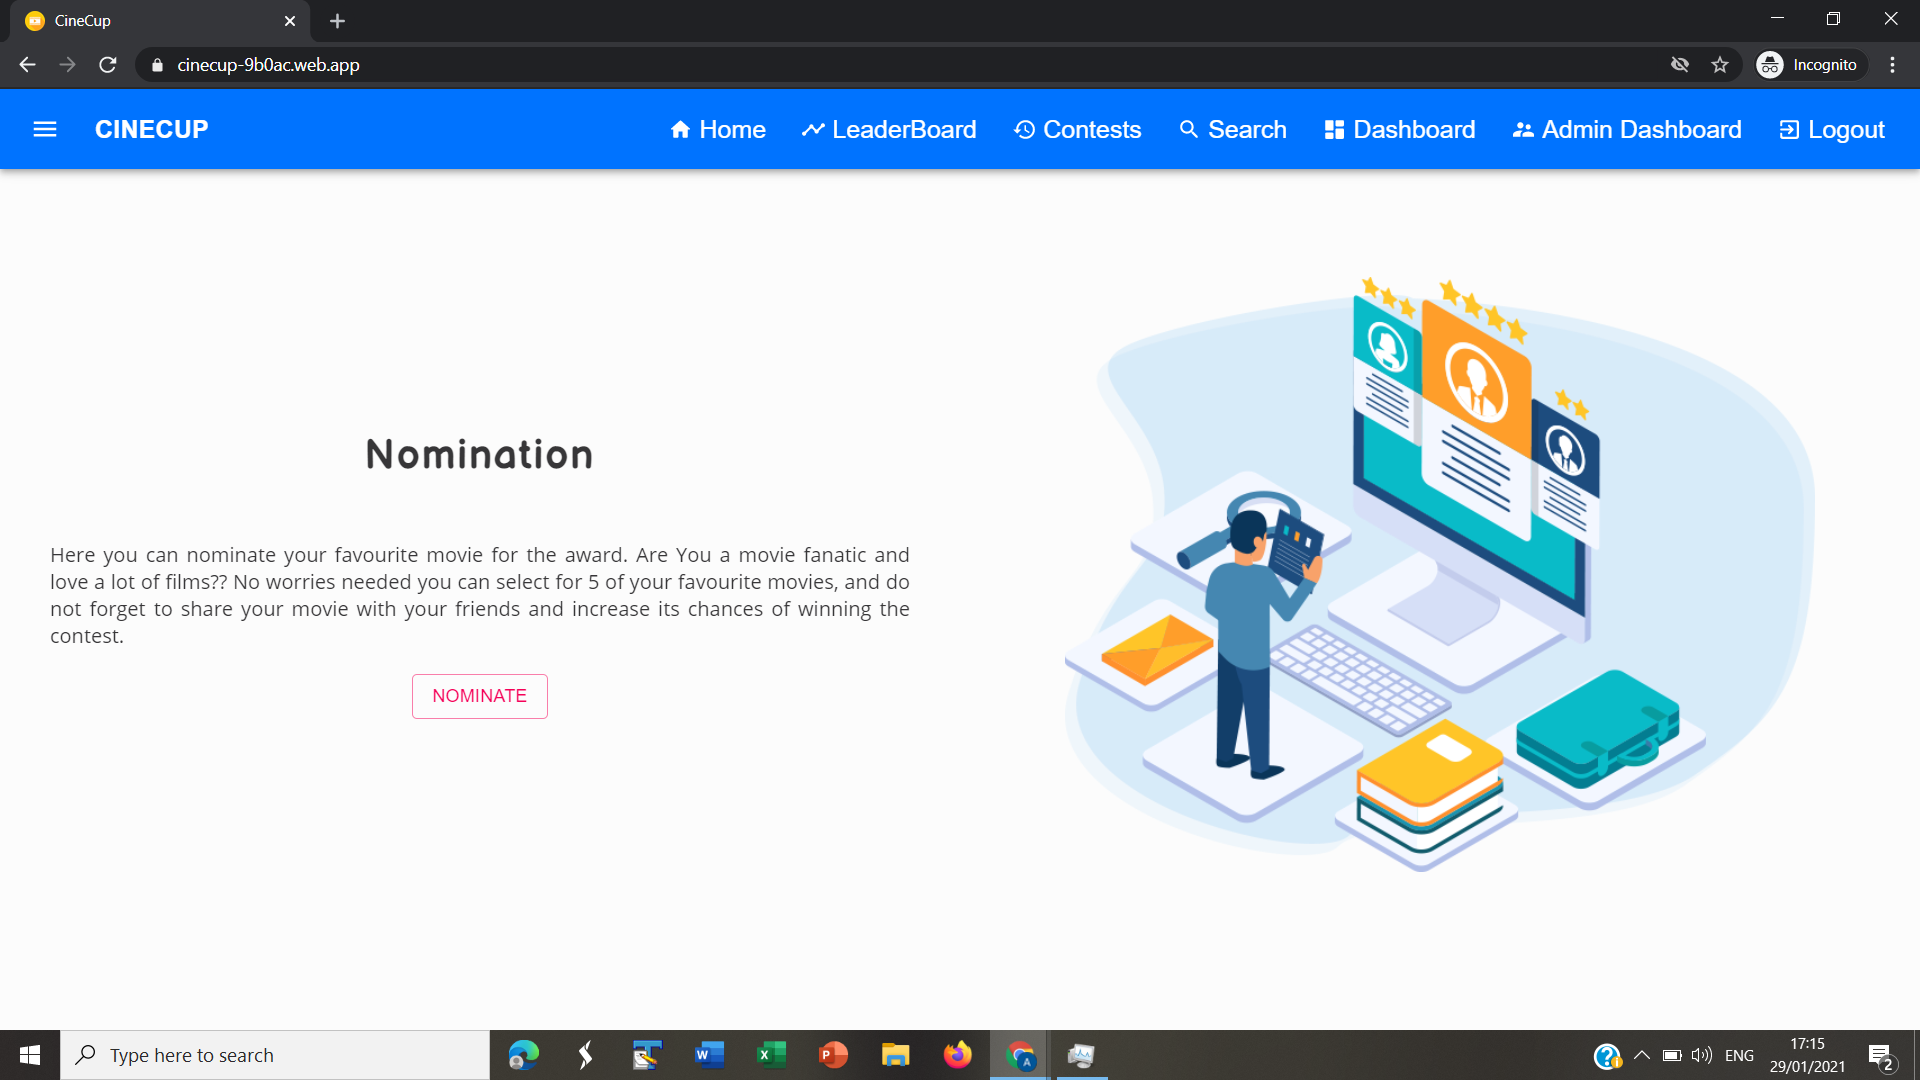 CineCup
cinecup-9b0ac.web.app
Incognito
CINECUP
Home
LeaderBoard
Contests
Search
Dashboard
Admin Dashboard
Logout
Nomination
Here you can nominate your favourite movie for the award. Are You a movie fanatic and
love a lot of films?? No worries needed you can select for 5 of your favourite movies, and do
not forget to share your movie with your friends and increase its chances of winning the
contest.
NOMINATE
Type here to search
W
X
P
A
ENG
17:15
29/01/2021
2